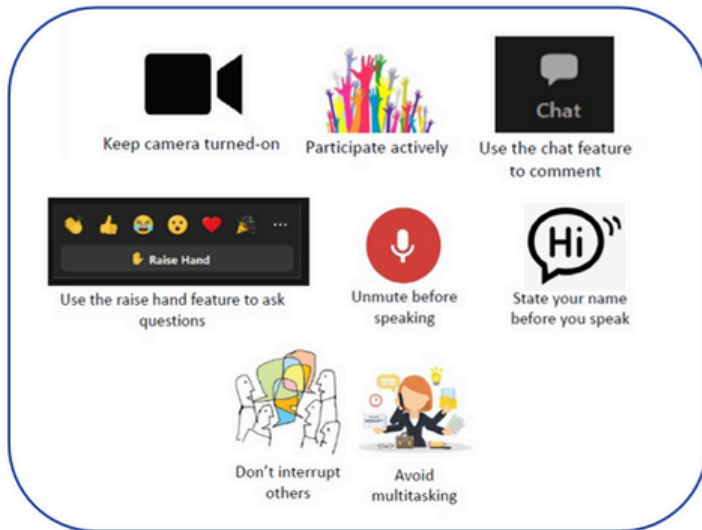 Chat
Keep camera turned-on
Participate actively
Use the chat feature
to comment
Raise Hand
Hi
Use the raise hand feature to ask
questions
Unmute before
speaking
State your name
before you speak
Don't interrupt
others
Avoid
multitasking